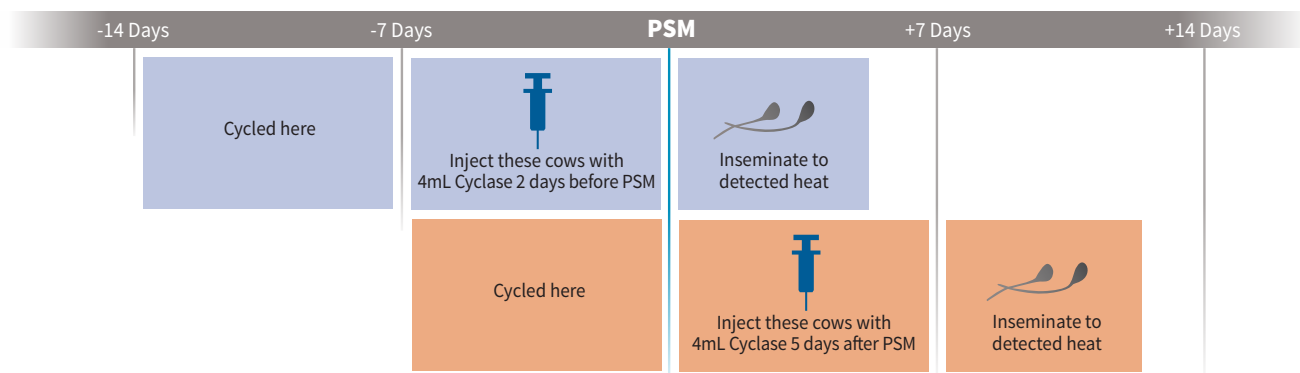 -14 Days
-7 Days
PSM
+7 Days
+14 Days
Cycled here
Inject these cows with
4mL Cyclase 2 days before PSM
Inseminate to
detected heat
Cycled here
Inject these cows with
4mL Cyclase 5 days after PSM
Inseminate to
detected heat